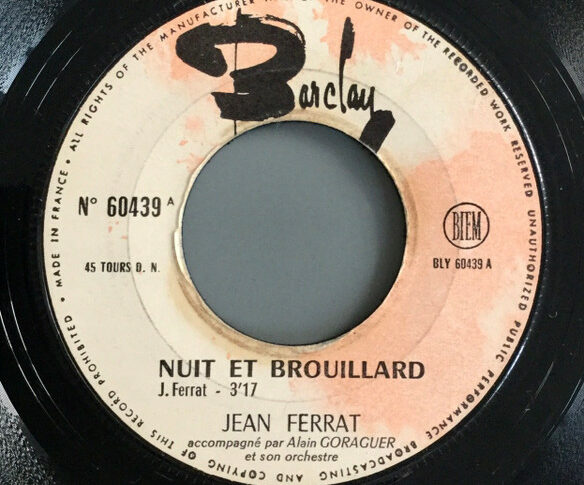 MADE IN FRANCE • ALL RIGHTS OF THE MANUFACTURER
OWNER OF THE RECORDED WORK RESERVED
UNAUTHORIZED PUBLIC PERFORMANCE
BROADCASTING AND COPYING OF THIS RECORD PROHIBITED •
Barclay
N° 60439 A
BIEM
45 TOURS D. N.
BLY 60439 A
NUIT ET BROUILLARD
J. Ferrat - 3'17
JEAN FERRAT
accompagné par Alain GORAGUER
et son orchestre